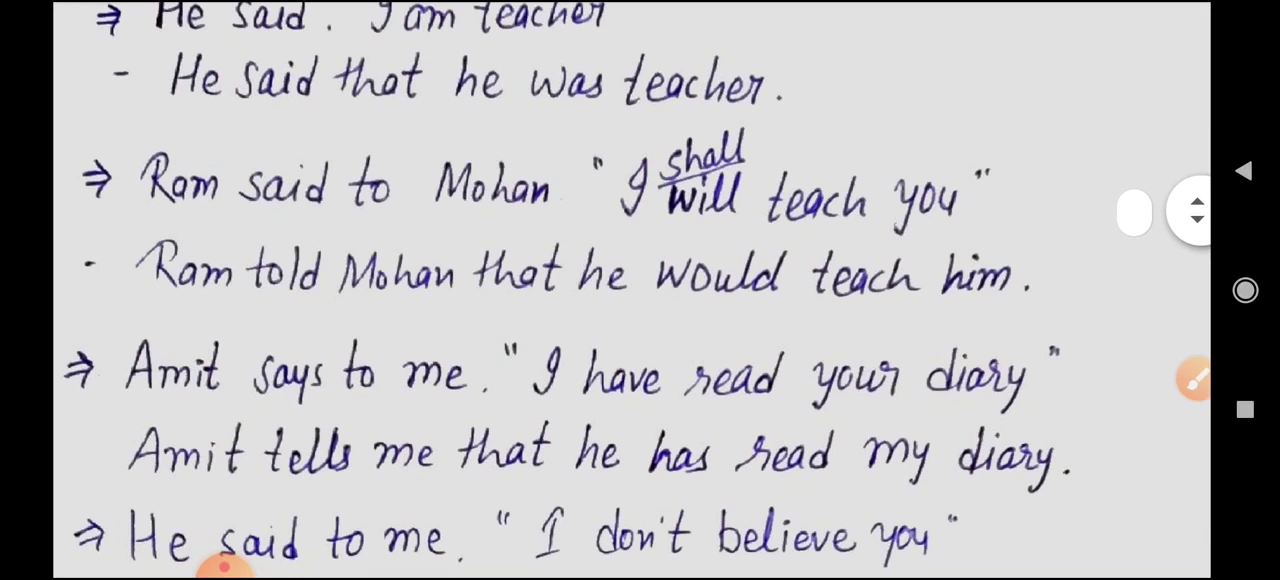 ⇒ He said. I am teacher
- He said that he was teacher.
shall
⇒ Ram said to Mohan "I will teach you"
- Ram told Mohan that he would teach him.
⇒ Amit says to me. "I have read your diary"
Amit tells me that he has read my diary.
⇒ He said to me. "I don't believe you"